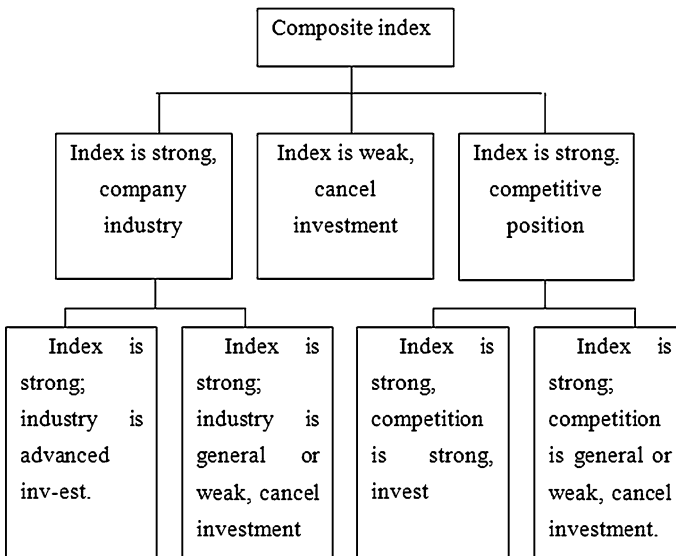 Composite index
Index is strong,
company
industry
Index is weak,
cancel
investment
Index is strong,
competitive
position
Index is
strong;
industry is
advanced
inv-est.
Index is
strong;
industry is
general or
weak, cancel
investment
Index is
strong,
competition
is strong,
invest
Index is
strong;
competition
is general or
weak, cancel
investment.